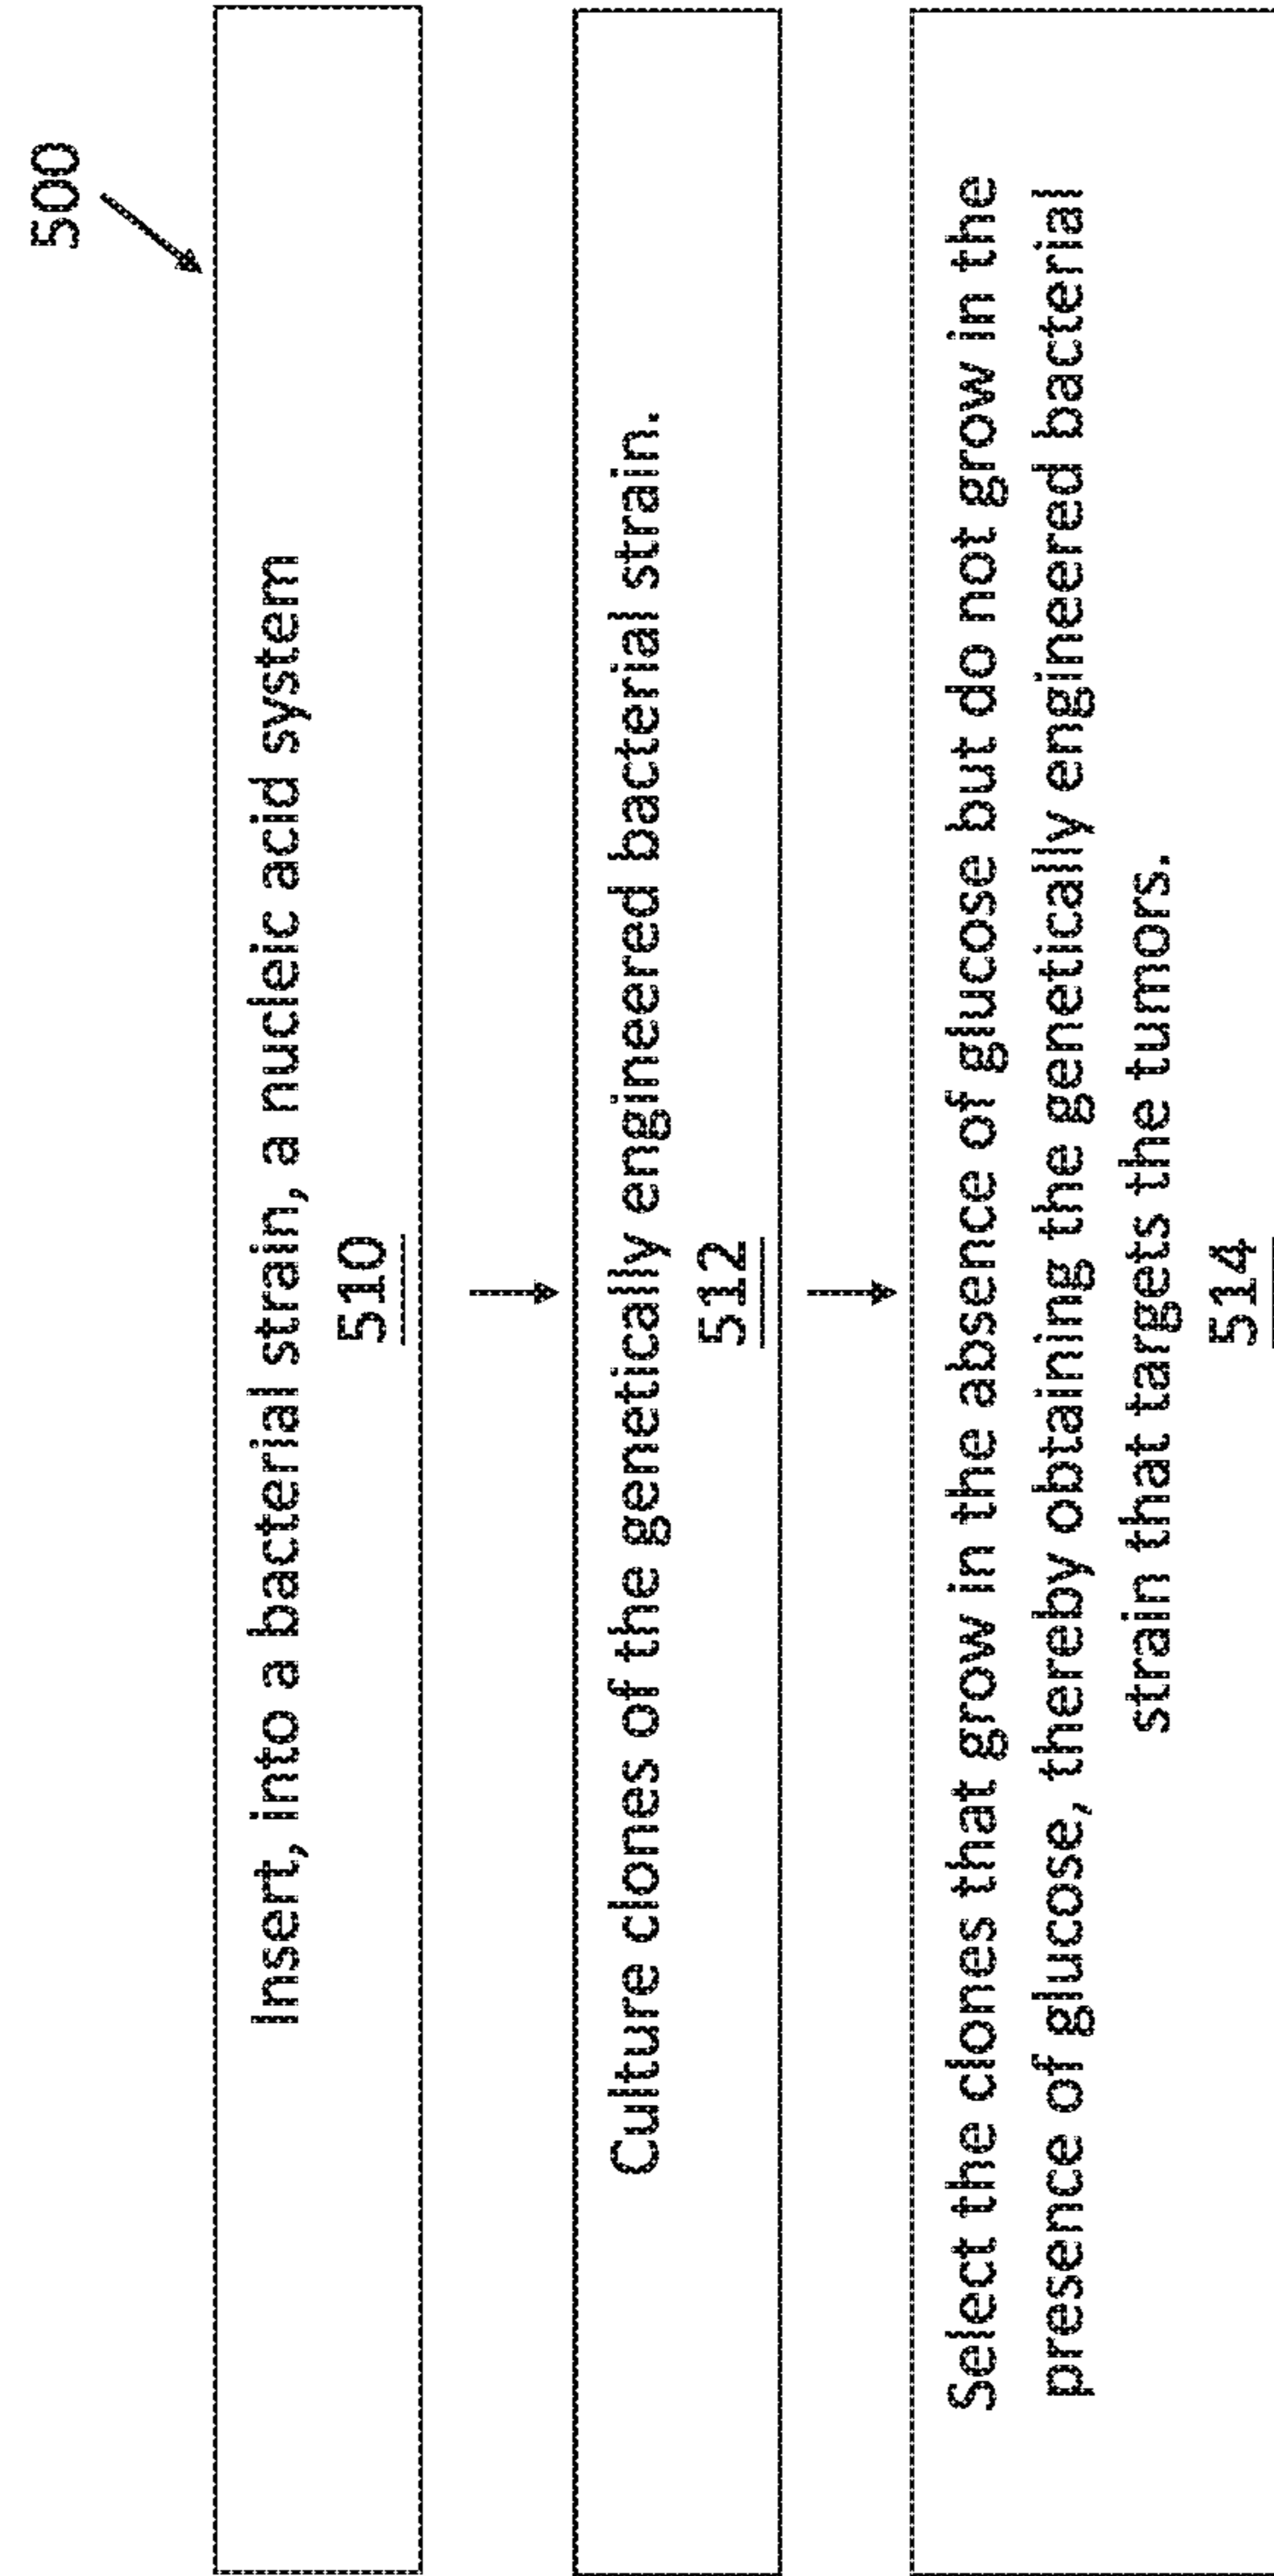 500
Insert, into a bacterial strain, a nucleic acid system
510
Culture clones of the genetically engineered bacterial strain.
512
Select the clones that grow in the absence of glucose but do not grow in the
presence of glucose, thereby obtaining the genetically engineered bacterial
strain that targets the tumors.
514